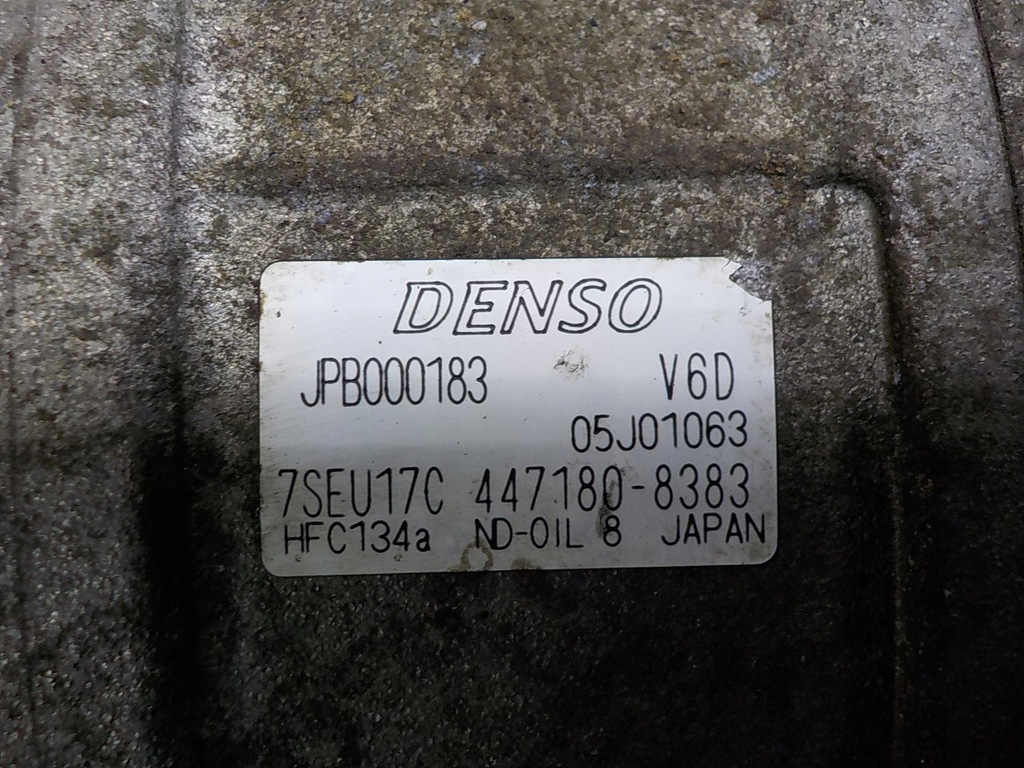 DENSO
JPB000183 V6D
05J01063
7SEU17C 447180-8383
HFC134a ND-OIL 8 JAPAN